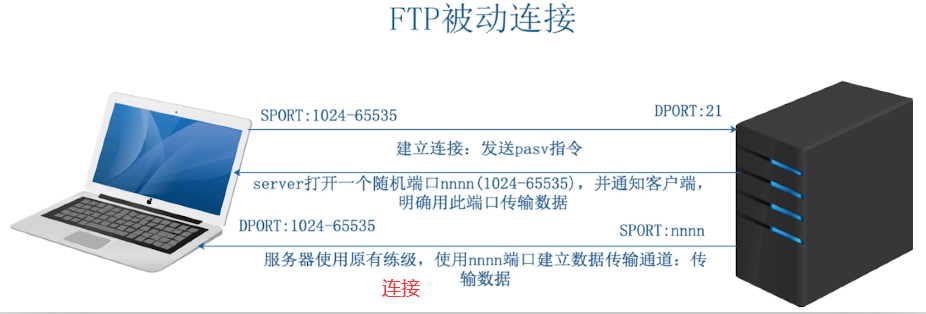 FTP被动连接
SPORT:1024-65535
DPORT:21
建立连接: 发送pasv指令
server打开一个随机端口nnnn(1024-65535), 并通知客户端,
明确用此端口传输数据
DPORT:1024-65535
SPORT:nnnn
服务器使用原有练级, 使用nnnn端口建立数据传输通道: 传
输数据
连接